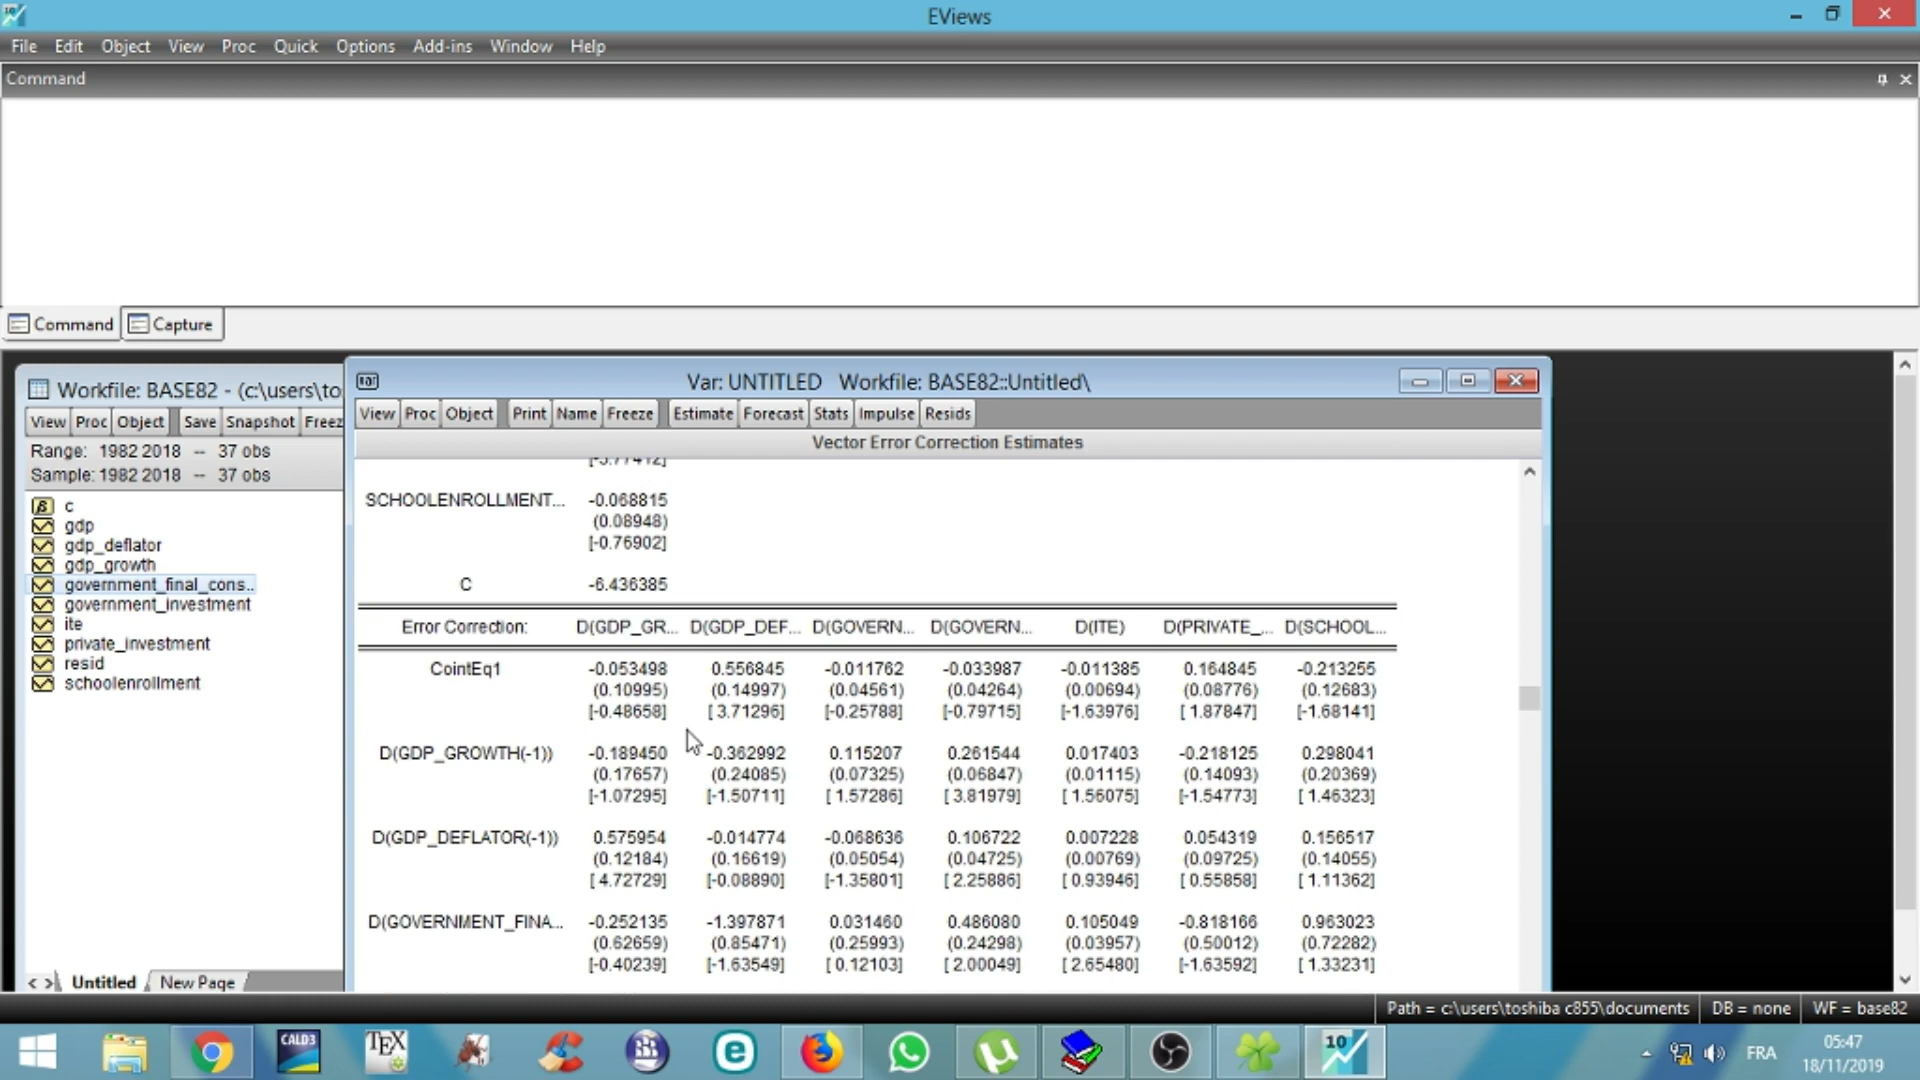 EViews
File Edit Object View Proc Quick Options Add-ins Window Help
Command
Command Capture
Workfile: BASE82 - (c:\users\to
View Proc Object Save Snapshot Freez
Range: 1982 2018 -- 37 obs
Sample: 1982 2018 -- 37 obs
c
gdp
gdp_deflator
gdp_growth
government_final_cons..
government_investment
ite
private_investment
resid
schoolenrollment
< > Untitled New Page
Var: UNTITLED Workfile: BASE82::Untitled\
View Proc Object Print Name Freeze Estimate Forecast Stats Impulse Resids
Vector Error Correction Estimates
SCHOOLENROLLMENT... -0.068815
(0.08948)
[-0.76902]
C -6.436385
Error Correction: D(GDP_GR... D(GDP_DEF... D(GOVERN... D(GOVERN... D(ITE) D(PRIVATE_... D(SCHOOL...
CointEq1 -0.053498 0.556845 -0.011762 -0.033987 -0.011385 0.164845 -0.213255
(0.10995) (0.14997) (0.04561) (0.04264) (0.00694) (0.08776) (0.12683)
[-0.48658] [ 3.71296] [-0.25788] [-0.79715] [-1.63976] [ 1.87847] [-1.68141]
D(GDP_GROWTH(-1)) -0.189450 -0.362992 0.115207 0.261544 0.017403 -0.218125 0.298041
(0.17657) (0.24085) (0.07325) (0.06847) (0.01115) (0.14093) (0.20369)
[-1.07295] [-1.50711] [ 1.57286] [ 3.81979] [ 1.56075] [-1.54773] [ 1.46323]
D(GDP_DEFLATOR(-1)) 0.575954 -0.014774 -0.068636 0.106722 0.007228 0.054319 0.156517
(0.12184) (0.16619) (0.05054) (0.04725) (0.00769) (0.09725) (0.14055)
[ 4.72729] [-0.08890] [-1.35801] [ 2.25886] [ 0.93946] [ 0.55858] [ 1.11362]
D(GOVERNMENT_FINA... -0.252135 -1.397871 0.031460 0.486080 0.105049 -0.818166 0.963023
(0.62659) (0.85471) (0.25993) (0.24298) (0.03957) (0.50012) (0.72282)
[-0.40239] [-1.63549] [ 0.12103] [ 2.00049] [ 2.65480] [-1.63592] [ 1.33231]
Path = c:\users\toshiba c855\documents DB = none WF = base82
CALD3 TEX 10 FRA 05:47
18/11/2019